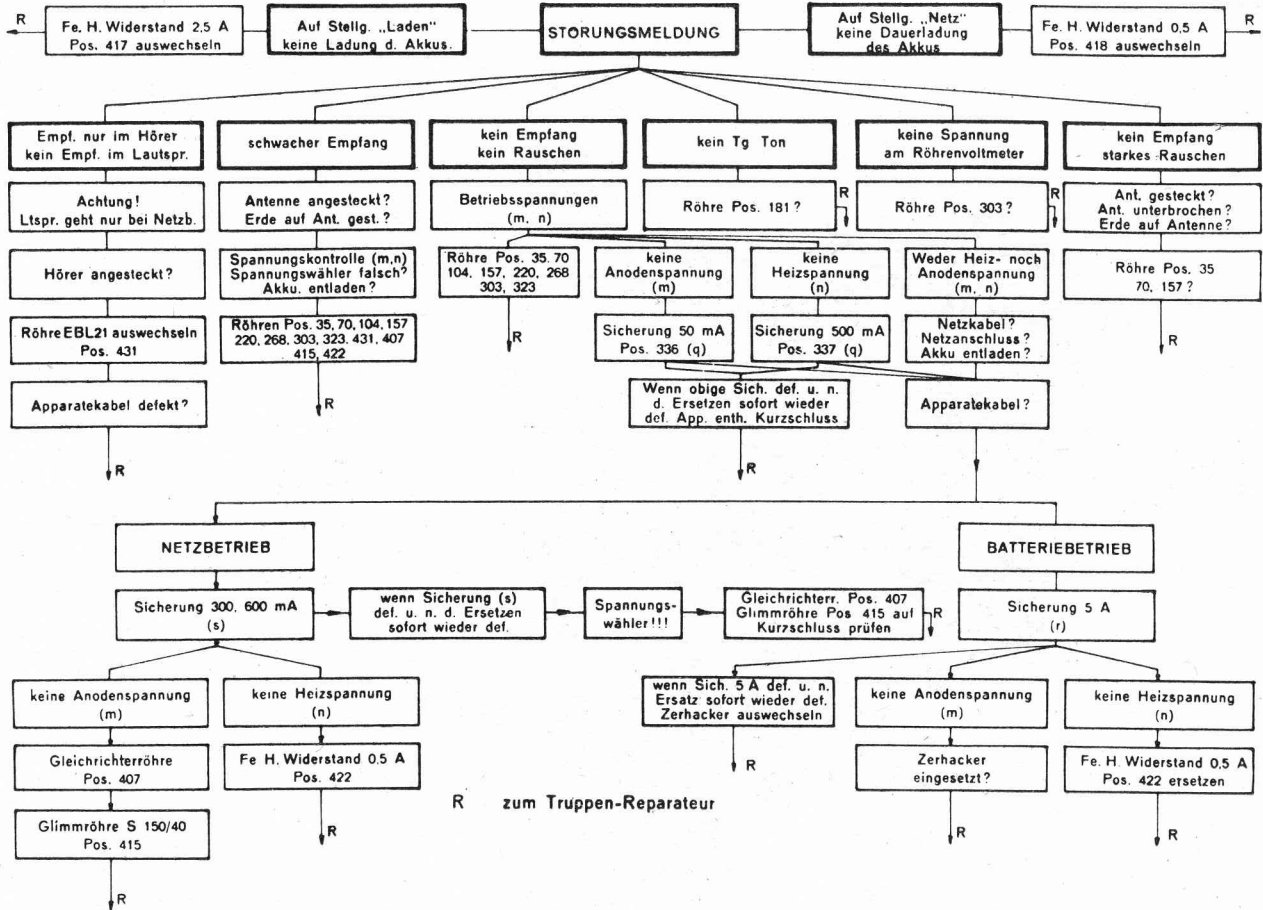 R
Fe. H. Widerstand 2,5 A
Pos. 417 auswechseln
Auf Stellg. „Laden"
keine Ladung d. Akkus.
STORUNGSMELDUNG
Auf Stellg. „Netz"
keine Dauerladung
des Akkus
Fe. H. Widerstand 0,5 A
Pos. 418 auswechseln
R
Empf. nur im Hörer
kein Empf. im Lautspr.
schwacher Empfang
kein Empfang
kein Rauschen
kein Tg Ton
keine Spannung
am Röhrenvoltmeter
kein Empfang
starkes Rauschen
Achtung!
Ltspr. geht nur bei Netzb.
Antenne angesteckt?
Erde auf Ant. gest.?
Betriebsspannungen
(m, n)
Röhre Pos. 181?
R
Röhre Pos. 303?
R
Ant. gesteckt?
Ant. unterbrochen?
Erde auf Antenne?
Hörer angesteckt?
Spannungskontrolle (m,n)
Spannungswähler falsch?
Akku. entladen?
Röhre Pos. 35. 70
104, 157, 220, 268
303, 323
keine
Anodenspannung
(m)
keine
Heizspannung
(n)
Weder Heiz- noch
Anodenspannung
(m, n)
Röhre Pos. 35
70, 157?
Röhre EBL21 auswechseln
Pos. 431
Röhren Pos. 35, 70, 104, 157
220, 268, 303, 323. 431, 407
415, 422
R
Sicherung 50 mA
Pos. 336 (q)
Sicherung 500 mA
Pos. 337 (q)
Netzkabel?
Netzanschluss?
Akku entladen?
R
Apparatekabel defekt?
R
Wenn obige Sich. def. u. n.
d. Ersetzen sofort wieder
def. App. enth. Kurzschluss
Apparatekabel?
R
R
NETZBETRIEB
BATTERIEBETRIEB
Sicherung 300, 600 mA
(s)
wenn Sicherung (s)
def. u. n. d. Ersetzen
sofort wieder def.
Spannungs-
wähler!!!
Gleichrichterr. Pos. 407
Glimmröhre Pos 415 auf
Kurzschluss prüfen
R
Sicherung 5 A
(r)
keine Anodenspannung
(m)
keine Heizspannung
(n)
wenn Sich. 5 A def. u. n.
Ersatz sofort wieder def.
Zerhacker auswechseln
keine Anodenspannung
(m)
keine Heizspannung
(n)
Gleichrichterröhre
Pos. 407
Fe H. Widerstand 0,5 A
Pos. 422
R
Zerhacker
eingesetzt?
Fe. H. Widerstand 0,5 A
Pos. 422 ersetzen
R zum Truppen-Reparateur
Glimmröhre S 150/40
Pos. 415
R
R
R
R